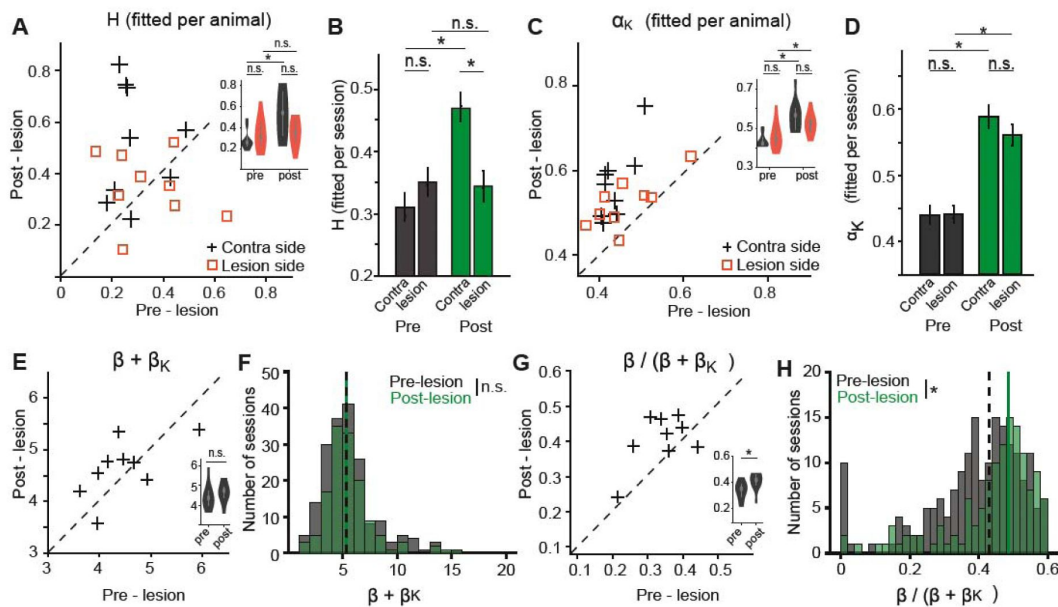 A
H (fitted per animal)
Post - lesion
0.8
0.6
0.4
0.2
0
0.2
0.4
0.6
0.8
Pre - lesion
+ Contra side
Lesion side
n.s.
*
n.s.
n.s.
0.8
0.6
0.4
0.2
pre
post
B
n.s.
*
n.s.
*
H (fitted per session)
0.5
0.4
0.3
0.2
Contra
lesion
Contra
lesion
Pre
Post
C
αK (fitted per animal)
Post - lesion
0.8
0.6
0.4
0.4
0.6
0.8
Pre - lesion
+ Contra side
Lesion side
*
*
n.s.
n.s.
0.7
0.5
0.3
pre
post
D
*
*
n.s.
n.s.
αK (fitted per session)
0.6
0.5
0.4
Contra
lesion
Contra
lesion
Pre
Post
E
β + βK
Post - lesion
6
5
4
3
3
4
5
6
Pre - lesion
n.s.
6
5
4
pre
post
F
Number of sessions
50
40
30
20
10
0
5
10
15
20
β + βK
Pre-lesion
Post-lesion
n.s.
G
β / (β + βK )
Post - lesion
0.7
0.5
0.3
0.1
0.1
0.2
0.3
0.4
0.5
Pre - lesion
*
0.6
0.4
0.2
pre
post
H
Number of sessions
20
15
10
5
0
0
0.2
0.4
0.6
β / (β + βK )
Pre-lesion
Post-lesion
*